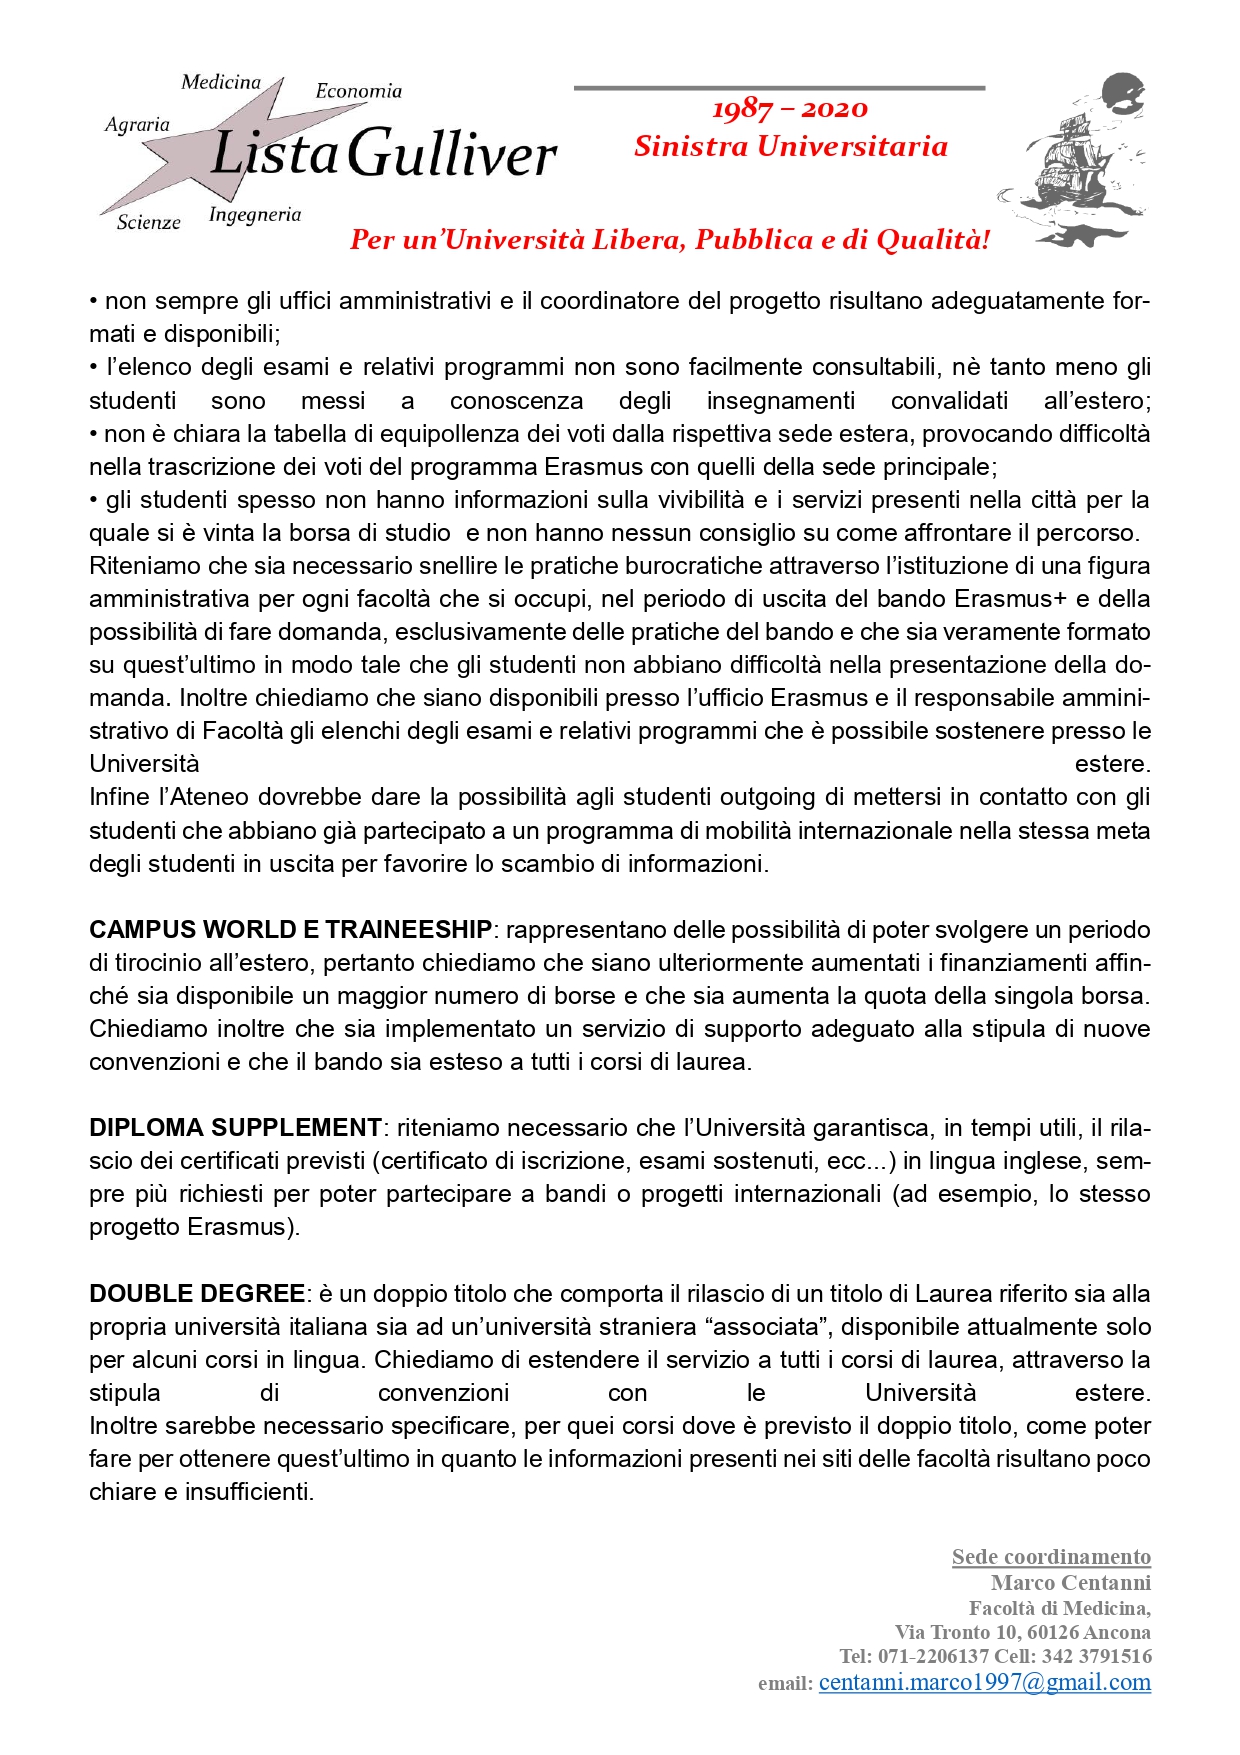 Medicina
Economia
Agraria
Lista Gulliver
Scienze
Ingegneria
1987 – 2020
Sinistra Universitaria
Per un’Università Libera, Pubblica e di Qualità!
• non sempre gli uffici amministrativi e il coordinatore del progetto risultano adeguatamente for-
mati e disponibili;
• l’elenco degli esami e relativi programmi non sono facilmente consultabili, nè tanto meno gli
studenti sono messi a conoscenza degli insegnamenti convalidati all’estero;
• non è chiara la tabella di equipollenza dei voti dalla rispettiva sede estera, provocando difficoltà
nella trascrizione dei voti del programma Erasmus con quelli della sede principale;
• gli studenti spesso non hanno informazioni sulla vivibilità e i servizi presenti nella città per la
quale si è vinta la borsa di studio  e non hanno nessun consiglio su come affrontare il percorso.
Riteniamo che sia necessario snellire le pratiche burocratiche attraverso l’istituzione di una figura
amministrativa per ogni facoltà che si occupi, nel periodo di uscita del bando Erasmus+ e della
possibilità di fare domanda, esclusivamente delle pratiche del bando e che sia veramente formato
su quest’ultimo in modo tale che gli studenti non abbiano difficoltà nella presentazione della do-
manda. Inoltre chiediamo che siano disponibili presso l’ufficio Erasmus e il responsabile ammini-
strativo di Facoltà gli elenchi degli esami e relativi programmi che è possibile sostenere presso le
Università estere.
Infine l’Ateneo dovrebbe dare la possibilità agli studenti outgoing di mettersi in contatto con gli
studenti che abbiano già partecipato a un programma di mobilità internazionale nella stessa meta
degli studenti in uscita per favorire lo scambio di informazioni.
CAMPUS WORLD E TRAINEESHIP: rappresentano delle possibilità di poter svolgere un periodo
di tirocinio all’estero, pertanto chiediamo che siano ulteriormente aumentati i finanziamenti affin-
ché sia disponibile un maggior numero di borse e che sia aumenta la quota della singola borsa.
Chiediamo inoltre che sia implementato un servizio di supporto adeguato alla stipula di nuove
convenzioni e che il bando sia esteso a tutti i corsi di laurea.
DIPLOMA SUPPLEMENT: riteniamo necessario che l’Università garantisca, in tempi utili, il rila-
scio dei certificati previsti (certificato di iscrizione, esami sostenuti, ecc...) in lingua inglese, sem-
pre più richiesti per poter partecipare a bandi o progetti internazionali (ad esempio, lo stesso
progetto Erasmus).
DOUBLE DEGREE: è un doppio titolo che comporta il rilascio di un titolo di Laurea riferito sia alla
propria università italiana sia ad un’università straniera “associata”, disponibile attualmente solo
per alcuni corsi in lingua. Chiediamo di estendere il servizio a tutti i corsi di laurea, attraverso la
stipula di convenzioni con le Università estere.
Inoltre sarebbe necessario specificare, per quei corsi dove è previsto il doppio titolo, come poter
fare per ottenere quest’ultimo in quanto le informazioni presenti nei siti delle facoltà risultano poco
chiare e insufficienti.
Sede coordinamento
Marco Centanni
Facoltà di Medicina,
Via Tronto 10, 60126 Ancona
Tel: 071-2206137 Cell: 342 3791516
email: centanni.marco1997@gmail.com